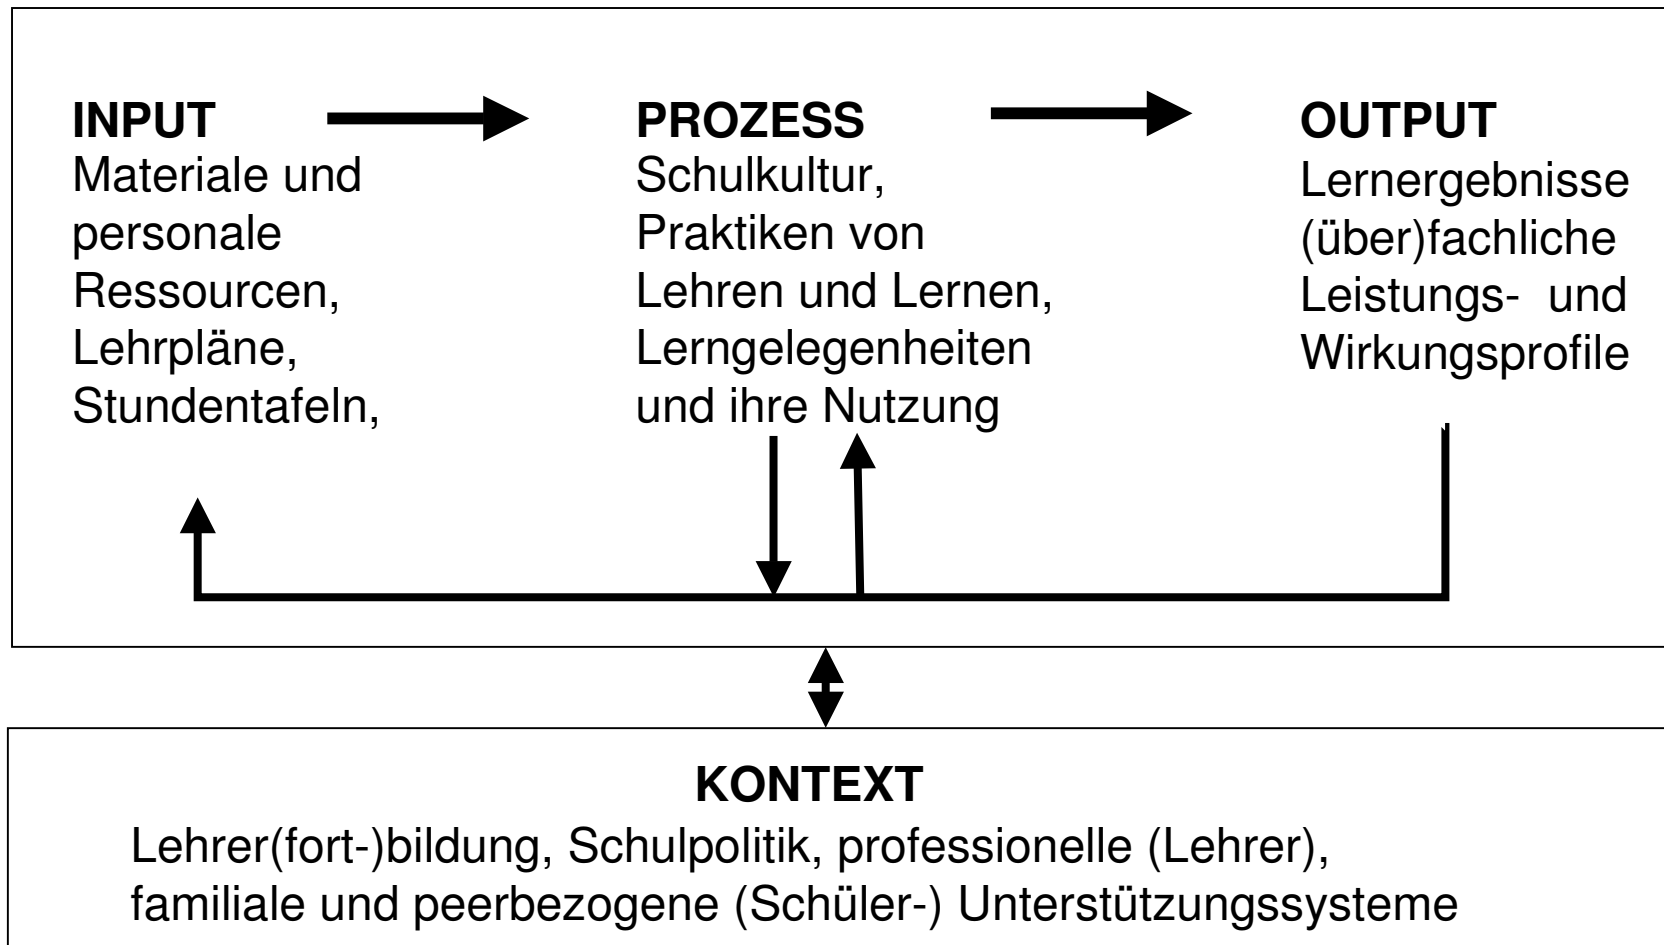 INPUT
Materiale und
personale
Ressourcen,
Lehrpläne,
Stundentafeln,
PROZESS
Schulkultur,
Praktiken von
Lehren und Lernen,
Lerngelegenheiten
und ihre Nutzung
OUTPUT
Lernergebnisse
(über)fachliche
Leistungs- und
Wirkungsprofile
KONTEXT
Lehrer(fort-)bildung, Schulpolitik, professionelle (Lehrer),
familiale und peerbezogene (Schüler-) Unterstützungssysteme